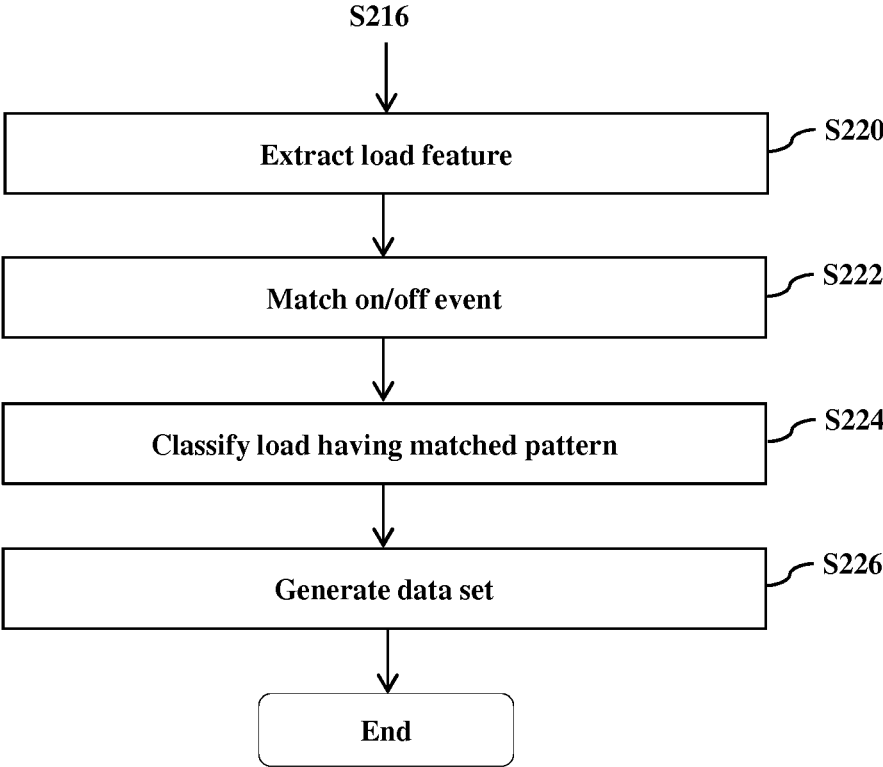 S216
Extract load feature
S220
Match on/off event
S222
Classify load having matched pattern
S224
Generate data set
S226
End